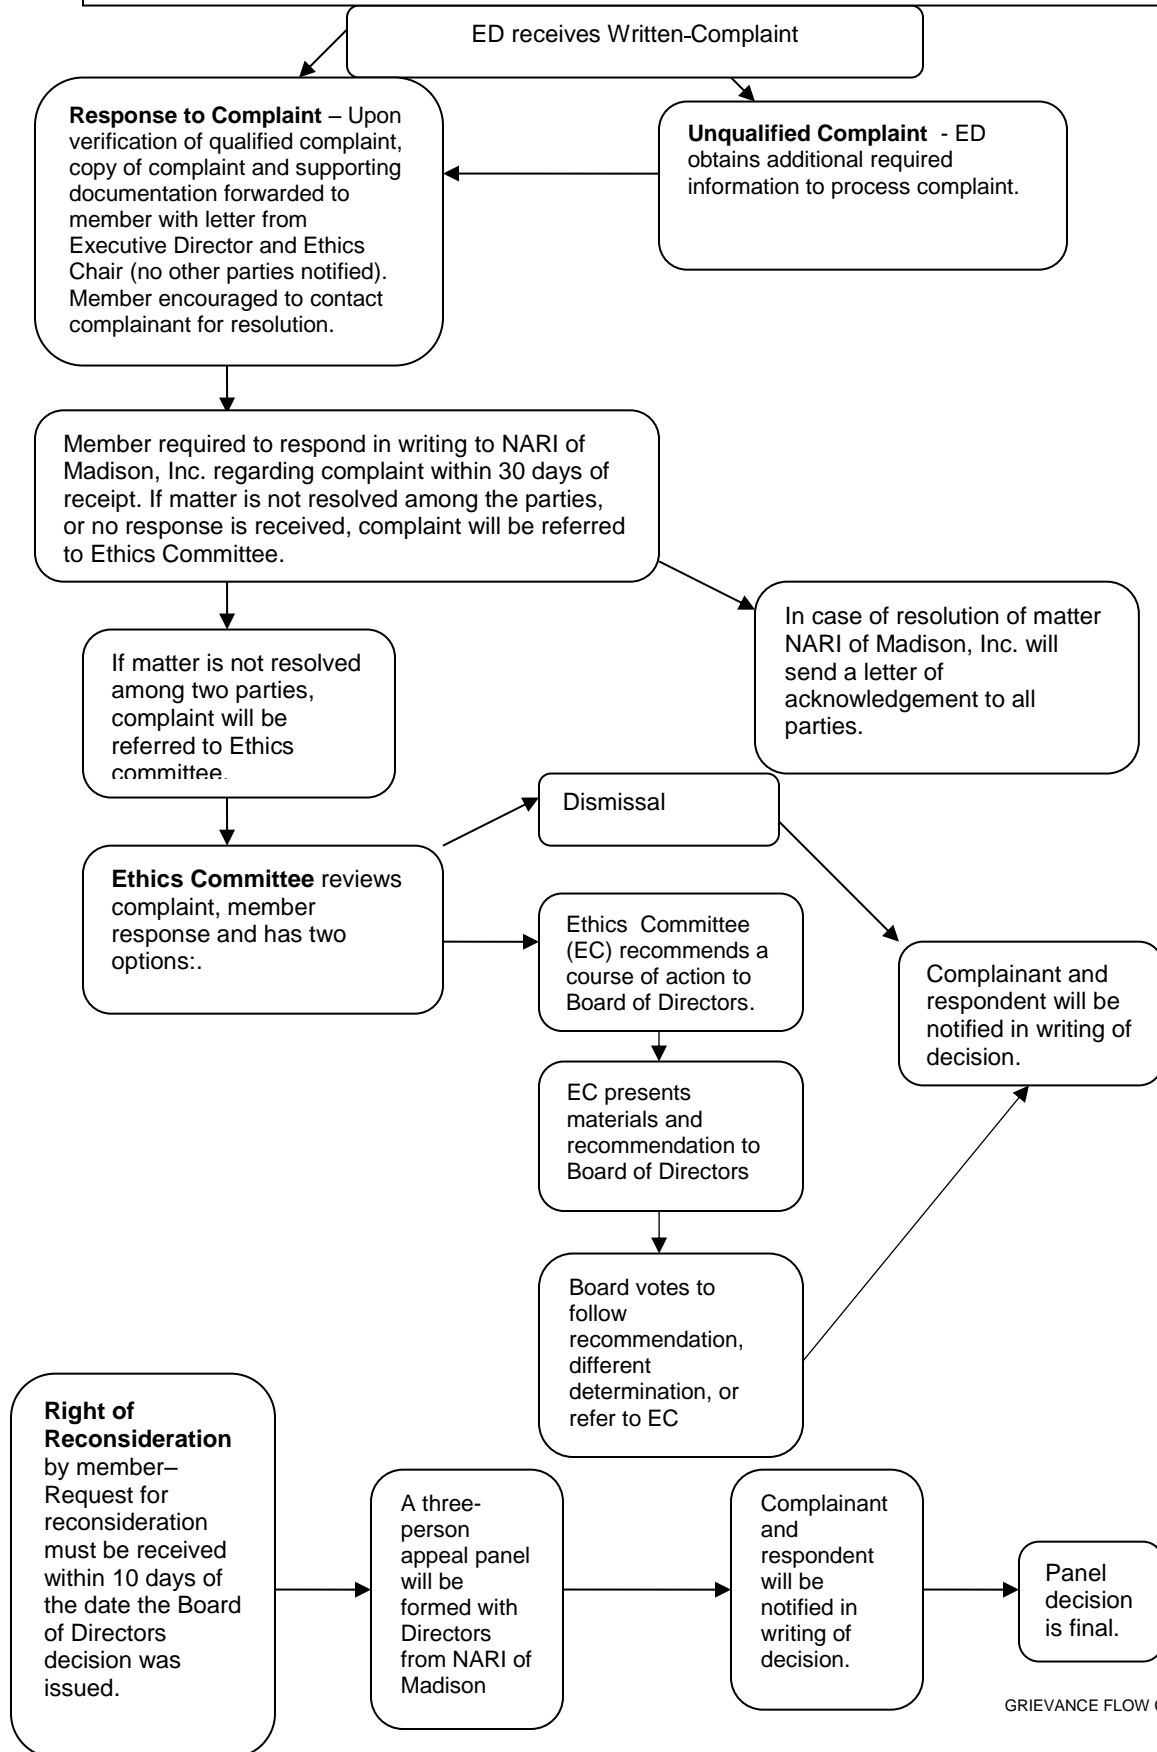 ED receives Written-Complaint
Response to Complaint – Upon
verification of qualified complaint,
copy of complaint and supporting
documentation forwarded to
member with letter from
Executive Director and Ethics
Chair (no other parties notified).
Member encouraged to contact
complainant for resolution.
Unqualified Complaint - ED
obtains additional required
information to process complaint.
Member required to respond in writing to NARI of
Madison, Inc. regarding complaint within 30 days of
receipt. If matter is not resolved among the parties,
or no response is received, complaint will be referred
to Ethics Committee.
In case of resolution of matter
NARI of Madison, Inc. will
send a letter of
acknowledgement to all
parties.
If matter is not resolved
among two parties,
complaint will be
referred to Ethics
committee.
Dismissal
Ethics Committee reviews
complaint, member
response and has two
options:.
Ethics Committee
(EC) recommends a
course of action to
Board of Directors.
Complainant and
respondent will be
notified in writing of
decision.
EC presents
materials and
recommendation to
Board of Directors
Board votes to
follow
recommendation,
different
determination, or
refer to EC
Right of
Reconsideration
by member–
Request for
reconsideration
must be received
within 10 days of
the date the Board
of Directors
decision was
issued.
A three-
person
appeal panel
will be
formed with
Directors
from NARI of
Madison
Complainant
and
respondent
will be
notified in
writing of
decision.
Panel
decision
is final.
GRIEVANCE FLOW